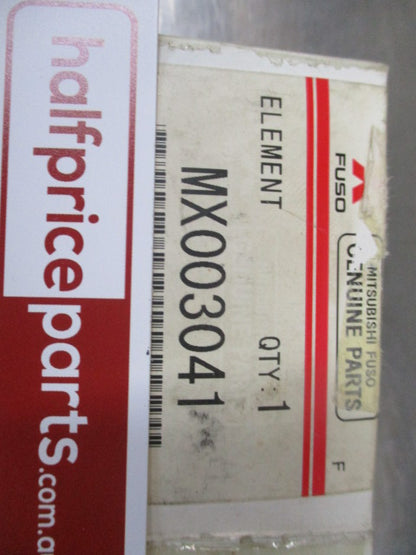 FUSO
MITSUBISHI FUSO
GENUINE PARTS
F
ELEMENT QTY:1
MX003041
halfpriceparts.com.au